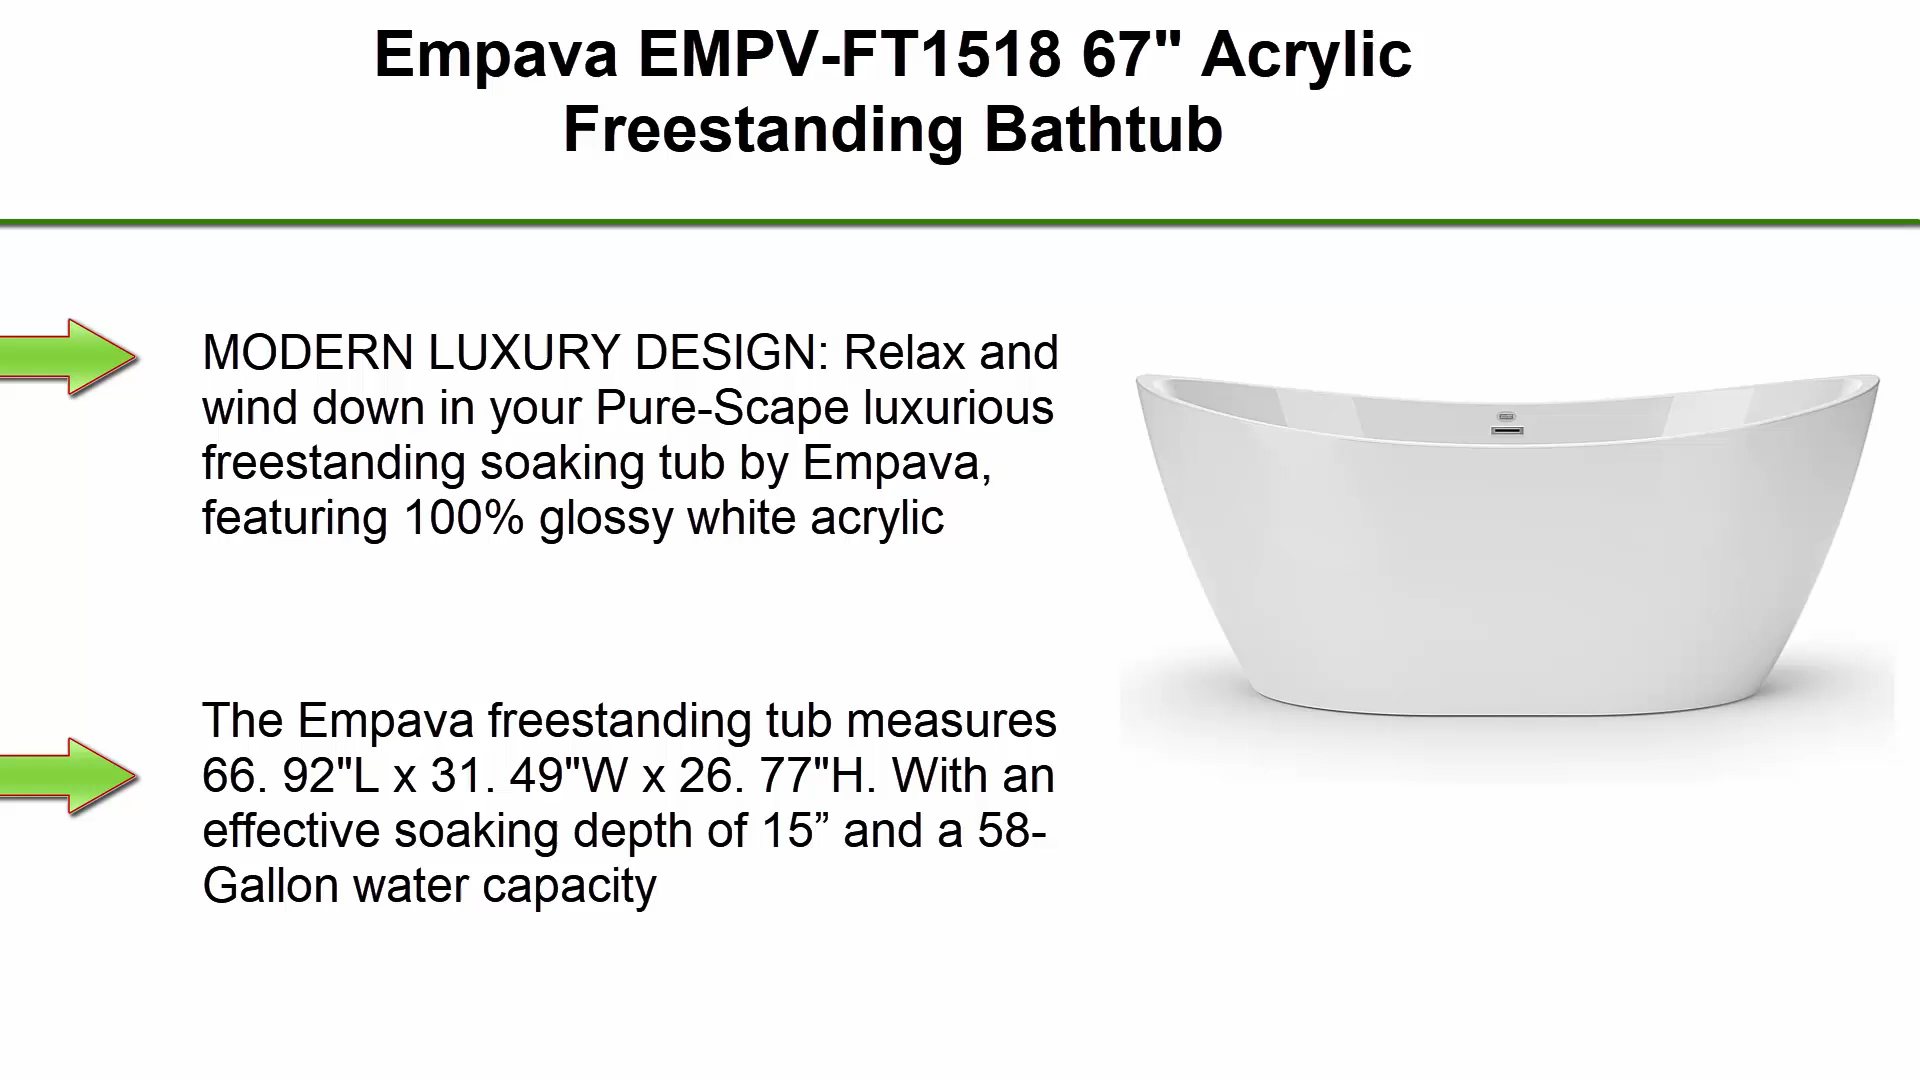 Empava EMPV-FT1518 67" Acrylic
Freestanding Bathtub
MODERN LUXURY DESIGN: Relax and
wind down in your Pure-Scape luxurious
freestanding soaking tub by Empava,
featuring 100% glossy white acrylic
The Empava freestanding tub measures
66. 92"L x 31. 49"W x 26. 77"H. With an
effective soaking depth of 15” and a 58-
Gallon water capacity